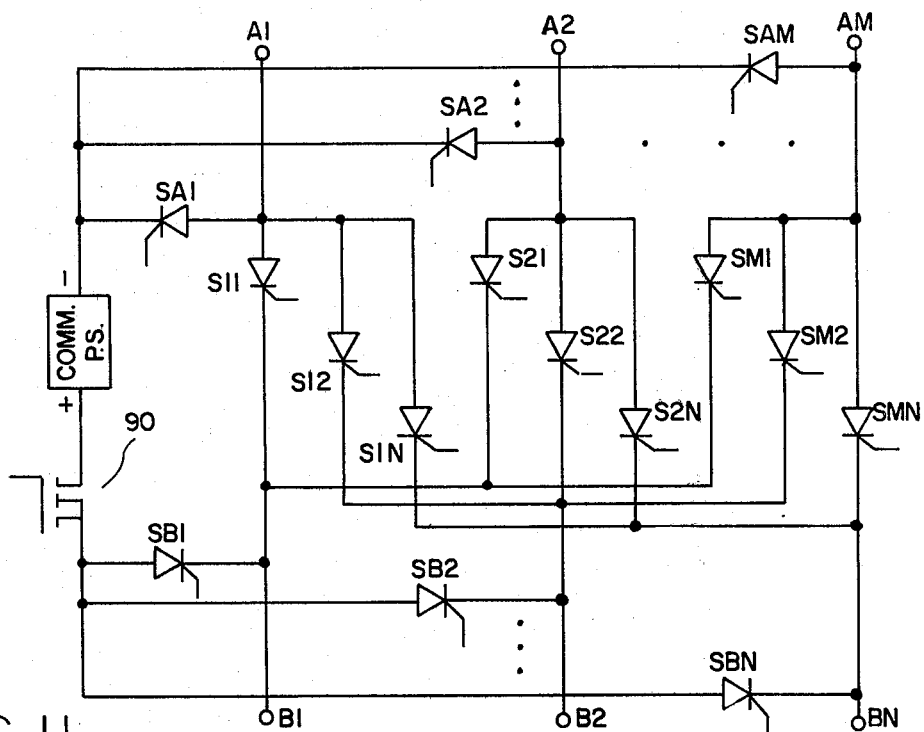 A1
A2
SAM
AM
SA2
SA1
S11
S21
SM1
-
COMM.
P.S.
+
S12
S22
SM2
S1N
S2N
SMN
90
SB1
SB2
SBN
B1
B2
BN